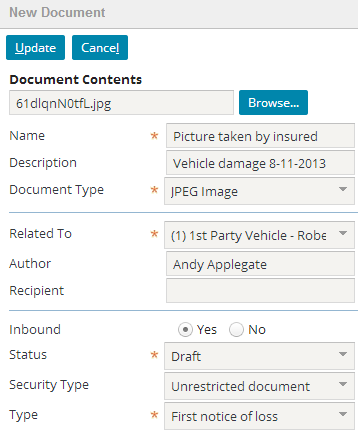 New Document
Update Cancel
Document Contents
61dlqnN0tfL.jpg Browse...
Name * Picture taken by insured
Description Vehicle damage 8-11-2013
Document Type * JPEG Image
Related To * (1) 1st Party Vehicle - Robe
Author Andy Applegate
Recipient
Inbound Yes No
Status * Draft
Security Type Unrestricted document
Type * First notice of loss